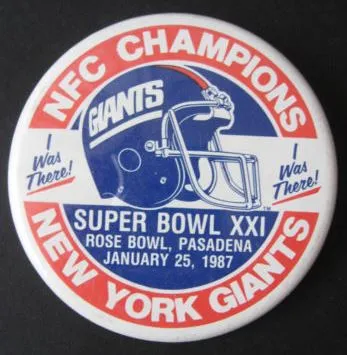 NFC CHAMPIONS
GIANTS
I
Was
There!
I
Was
There!
SUPER BOWL XXI
ROSE BOWL, PASADENA
JANUARY 25, 1987
NEW YORK GIANTS